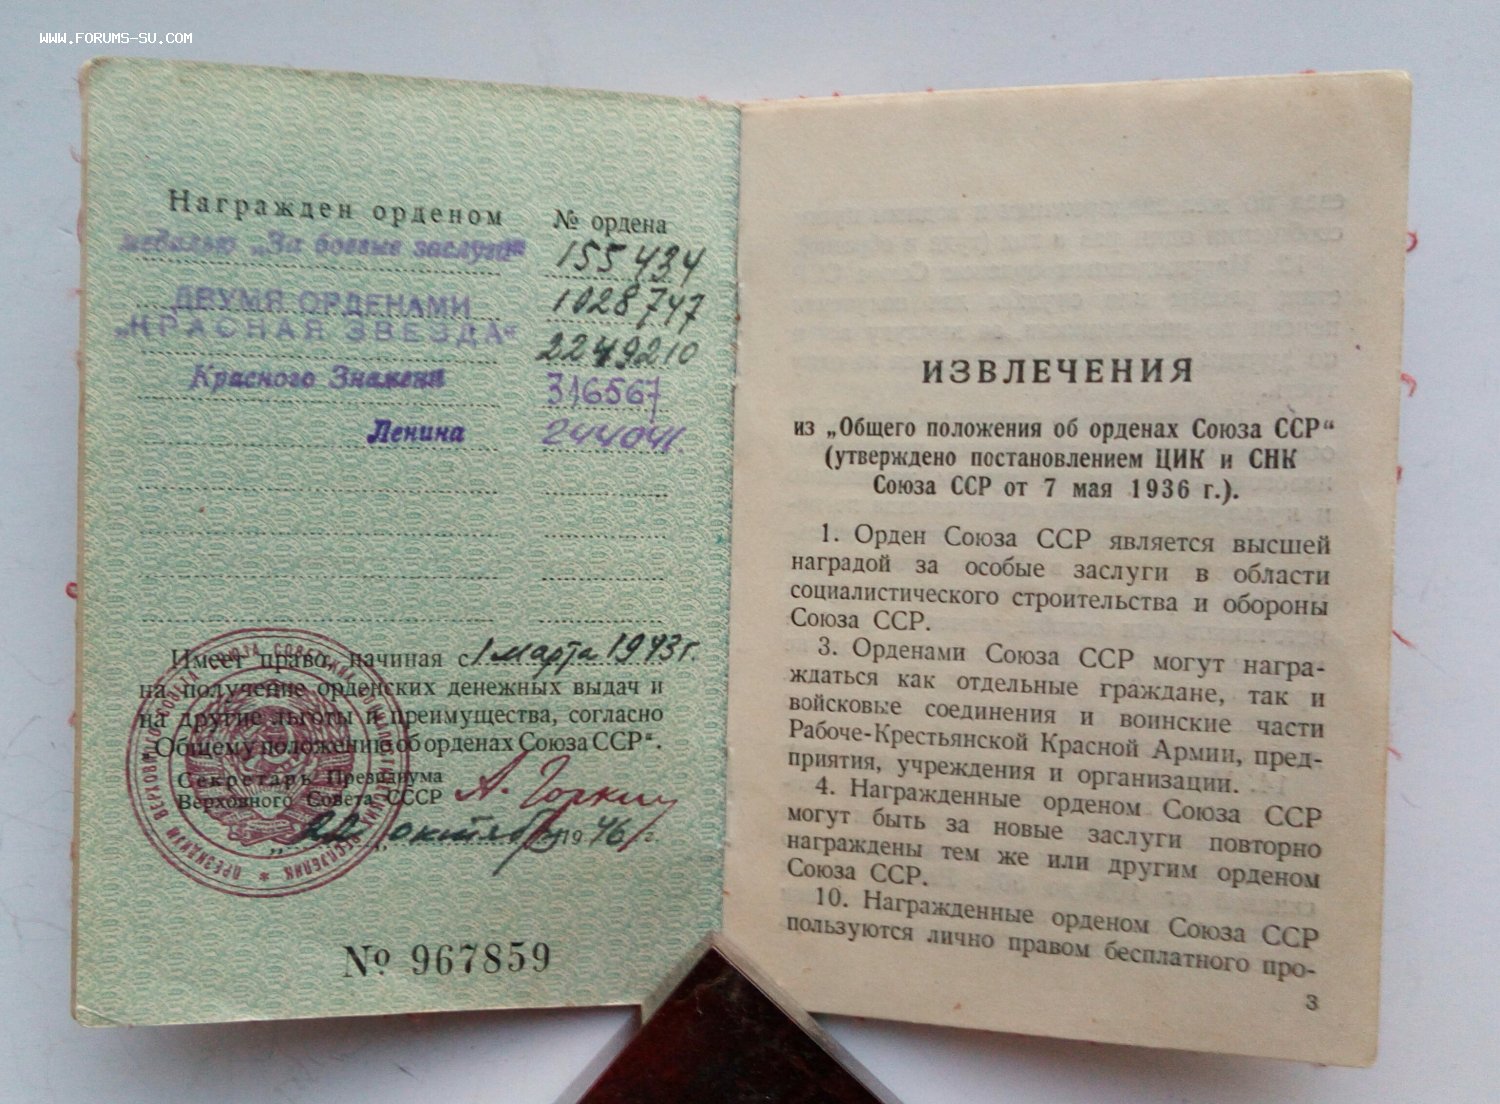 WWW.FORUMS-SU.COM
Награжден орденом № ордена
медалью „За боевые заслуги“ 155434
ДВУМЯ ОРДЕНАМИ 1028747
„КРАСНАЯ ЗВЕЗДА“ 2249210
Красного Знамени 316567
Ленина 244041.
Имеет право, начиная с 1 марта 1943 г.
на получение орденских денежных выдач и
на другие льготы и преимущества, согласно
„Общему положению об орденах Союза ССР“.
Секретарь Президиума
Верховного Совета СССР А. Горкин
„22“ октября 1946 г.
№ 967859
ИЗВЛЕЧЕНИЯ
из „Общего положения об орденах Союза ССР“
(утверждено постановлением ЦИК и СНК
Союза ССР от 7 мая 1936 г.).
1. Орден Союза ССР является высшей
наградой за особые заслуги в области
социалистического строительства и обороны
Союза ССР.
3. Орденами Союза ССР могут награ-
ждаться как отдельные граждане, так и
войсковые соединения и воинские части
Рабоче-Крестьянской Красной Армии, пред-
приятия, учреждения и организации.
4. Награжденные орденом Союза ССР
могут быть за новые заслуги повторно
награждены тем же или другим орденом
Союза ССР.
10. Награжденные орденом Союза ССР
пользуются лично правом бесплатного про-
3